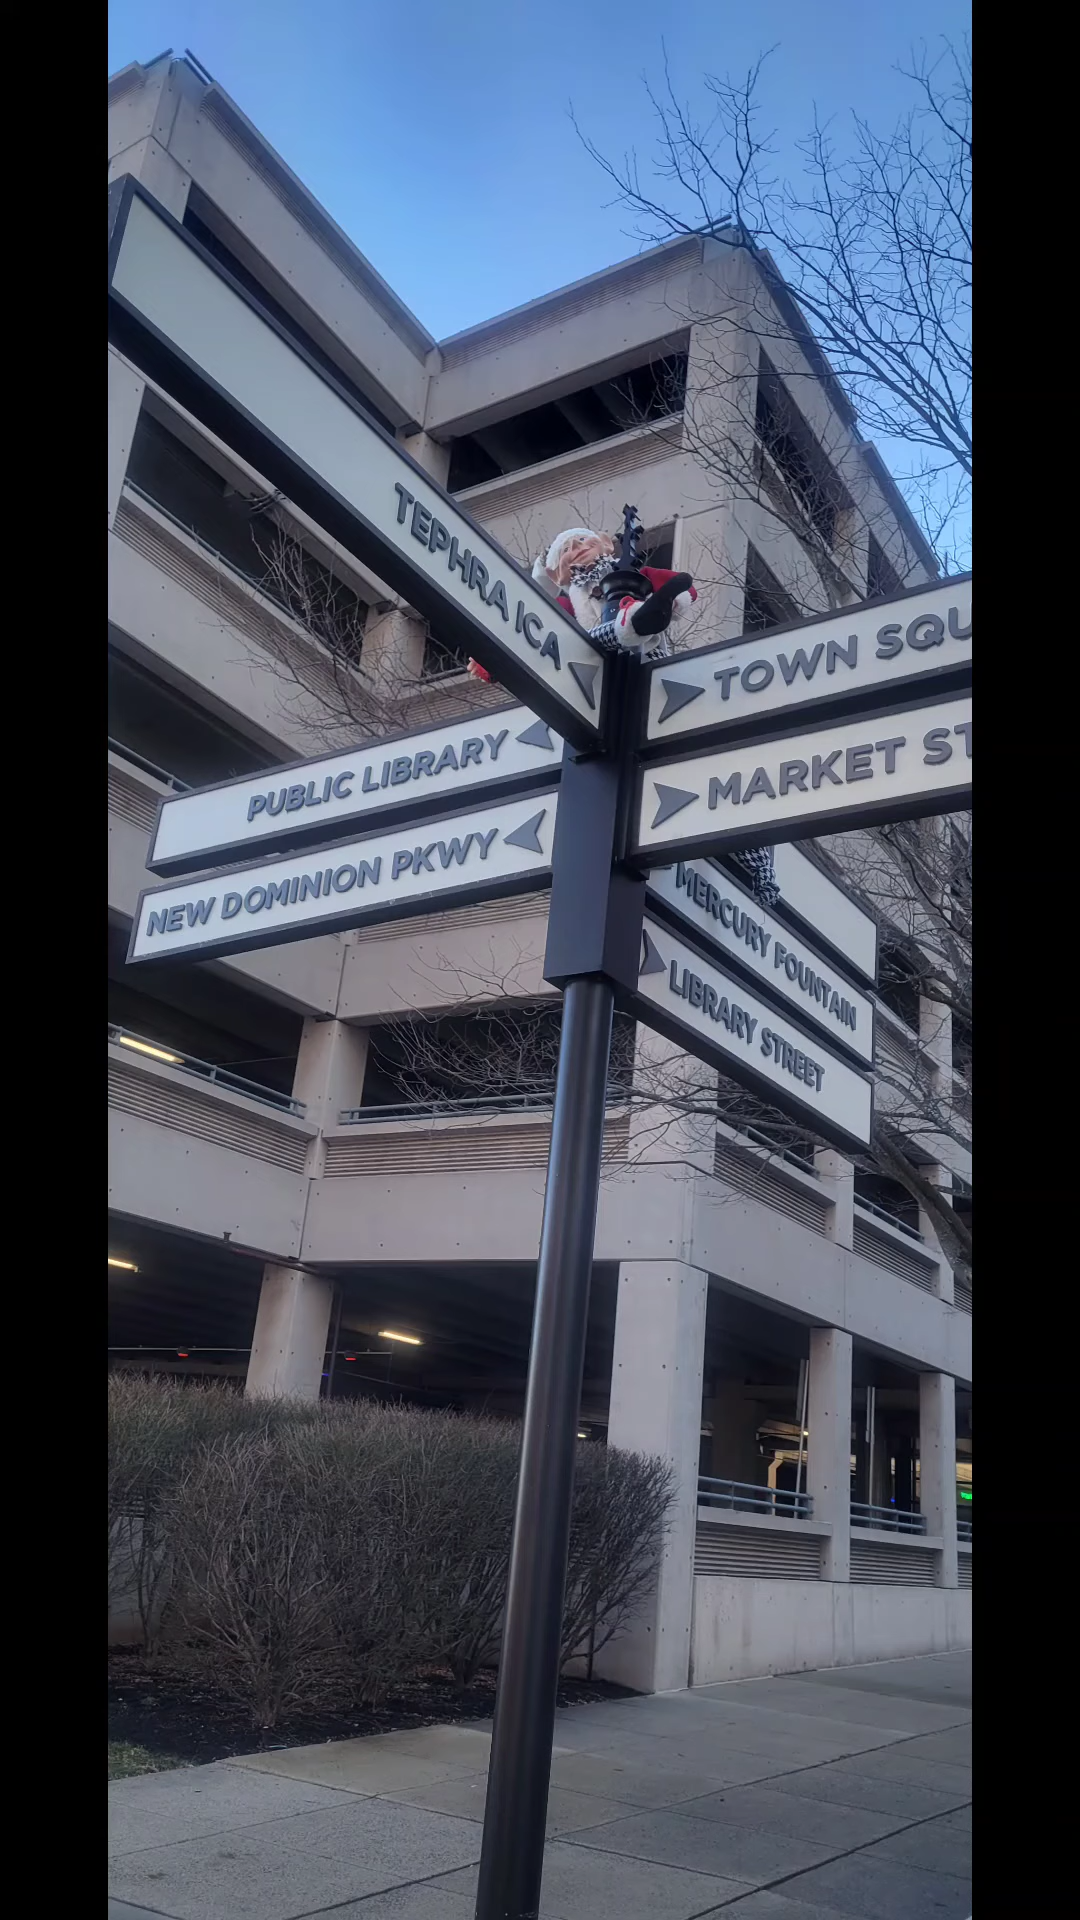 TEPHRA ICA
TOWN SQU
PUBLIC LIBRARY
MARKET ST
NEW DOMINION PKWY
MERCURY FOUNTAIN
LIBRARY STREET